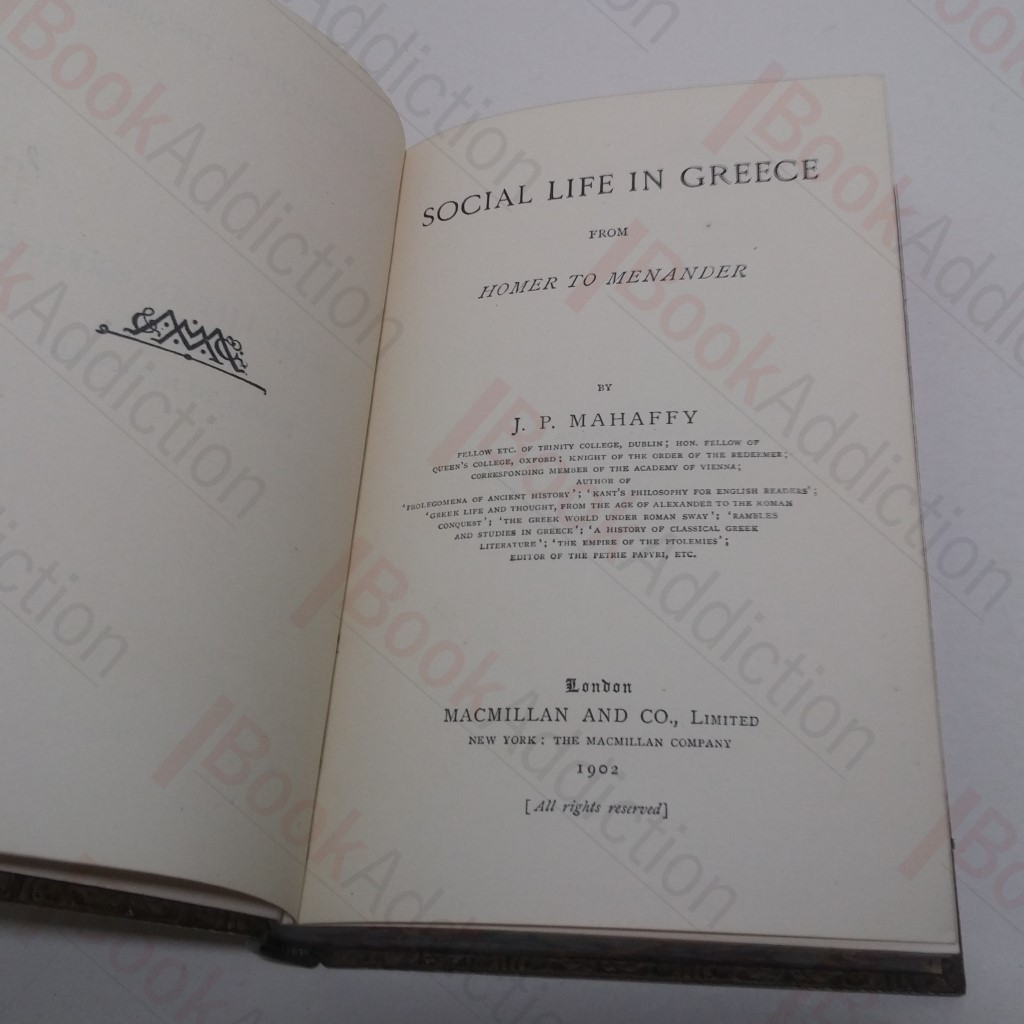 SOCIAL LIFE IN GREECE
FROM
HOMER TO MENANDER
BY
J. P. MAHAFFY
FELLOW ETC. OF TRINITY COLLEGE, DUBLIN; HON. FELLOW OF
QUEEN'S COLLEGE, OXFORD; KNIGHT OF THE ORDER OF THE REDEEMER;
CORRESPONDING MEMBER OF THE ACADEMY OF VIENNA;
AUTHOR OF
'PROLEGOMENA OF ANCIENT HISTORY'; 'KANT'S PHILOSOPHY FOR ENGLISH READERS';
'GREEK LIFE AND THOUGHT, FROM THE AGE OF ALEXANDER TO THE ROMAN
CONQUEST'; 'THE GREEK WORLD UNDER ROMAN SWAY'; 'RAMBLES
AND STUDIES IN GREECE'; 'A HISTORY OF CLASSICAL GREEK
LITERATURE'; 'THE EMPIRE OF THE PTOLEMIES';
EDITOR OF THE PETRIE PAPYRI, ETC.
London
MACMILLAN AND CO., LIMITED
NEW YORK: THE MACMILLAN COMPANY
1902
[All rights reserved]
BookAddiction